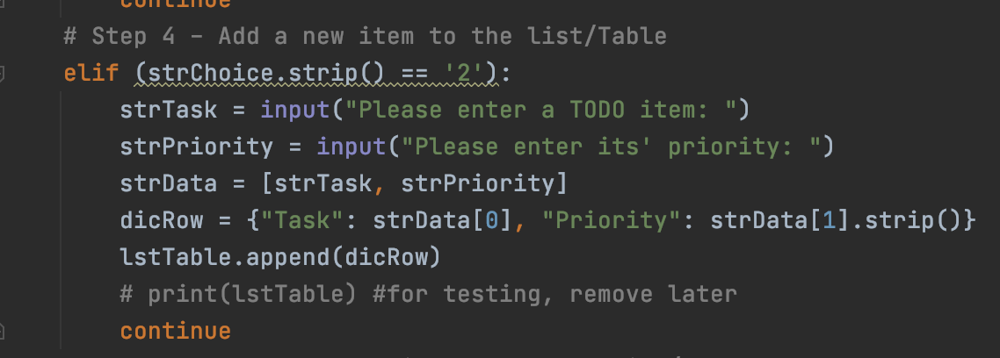 continue
# Step 4 - Add a new item to the list/Table
elif (strChoice.strip() == '2'):
strTask = input("Please enter a TODO item: ")
strPriority = input("Please enter its' priority: ")
strData = [strTask, strPriority]
dicRow = {"Task": strData[0], "Priority": strData[1].strip()}
lstTable.append(dicRow)
# print(lstTable) #for testing, remove later
continue